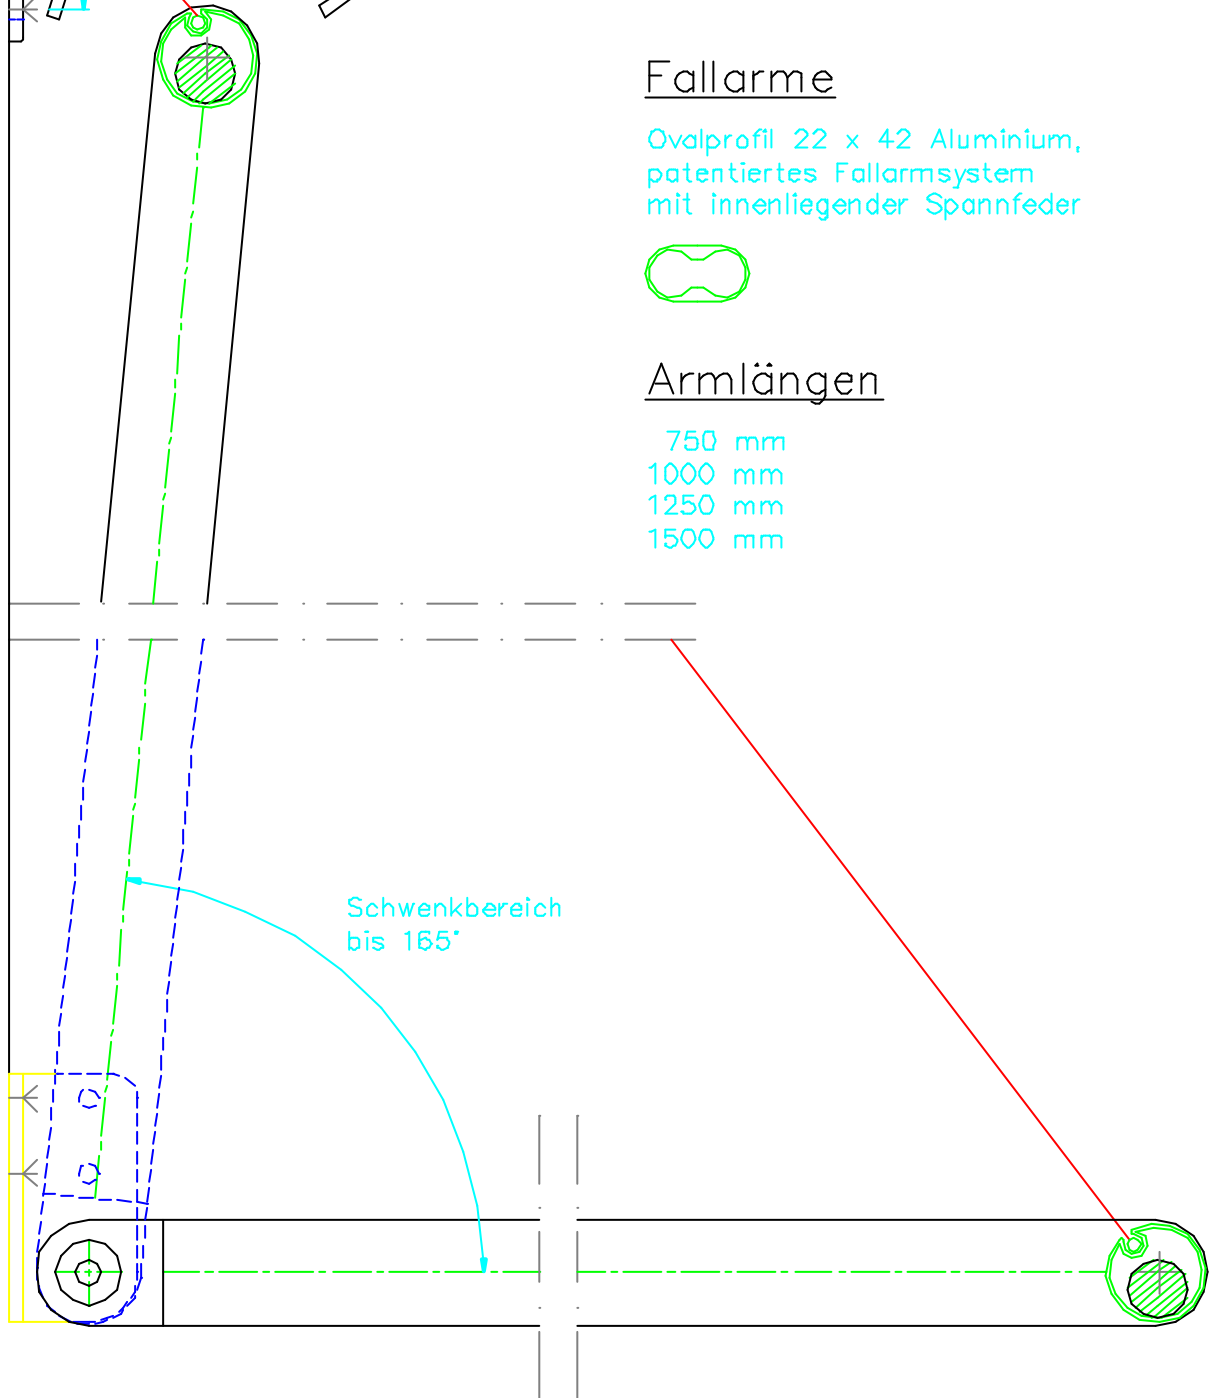 Fallarme
Ovalprofil 22 x 42 Aluminium,
patentiertes Fallarmsystem
mit innenliegender Spannfeder
Armlängen
750 mm
1000 mm
1250 mm
1500 mm
Schwenkbereich
bis 165°